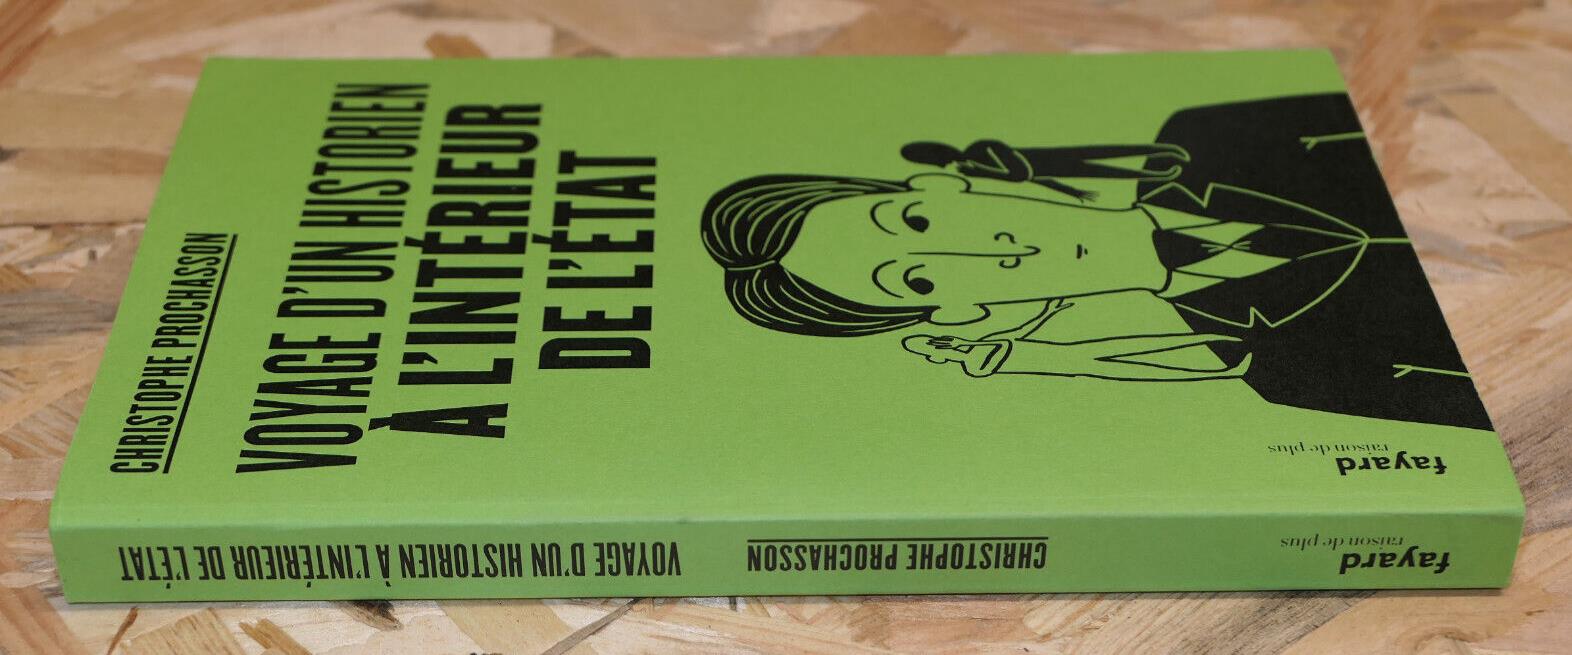 CHRISTOPHE PROCHASSON
VOYAGE D'UN HISTORIEN
À L'INTÉRIEUR
DE L'ÉTAT
fayard
raison de plus
VOYAGE D'UN HISTORIEN À L'INTÉRIEUR DE L'ÉTAT
CHRISTOPHE PROCHASSON
fayard
raison de plus